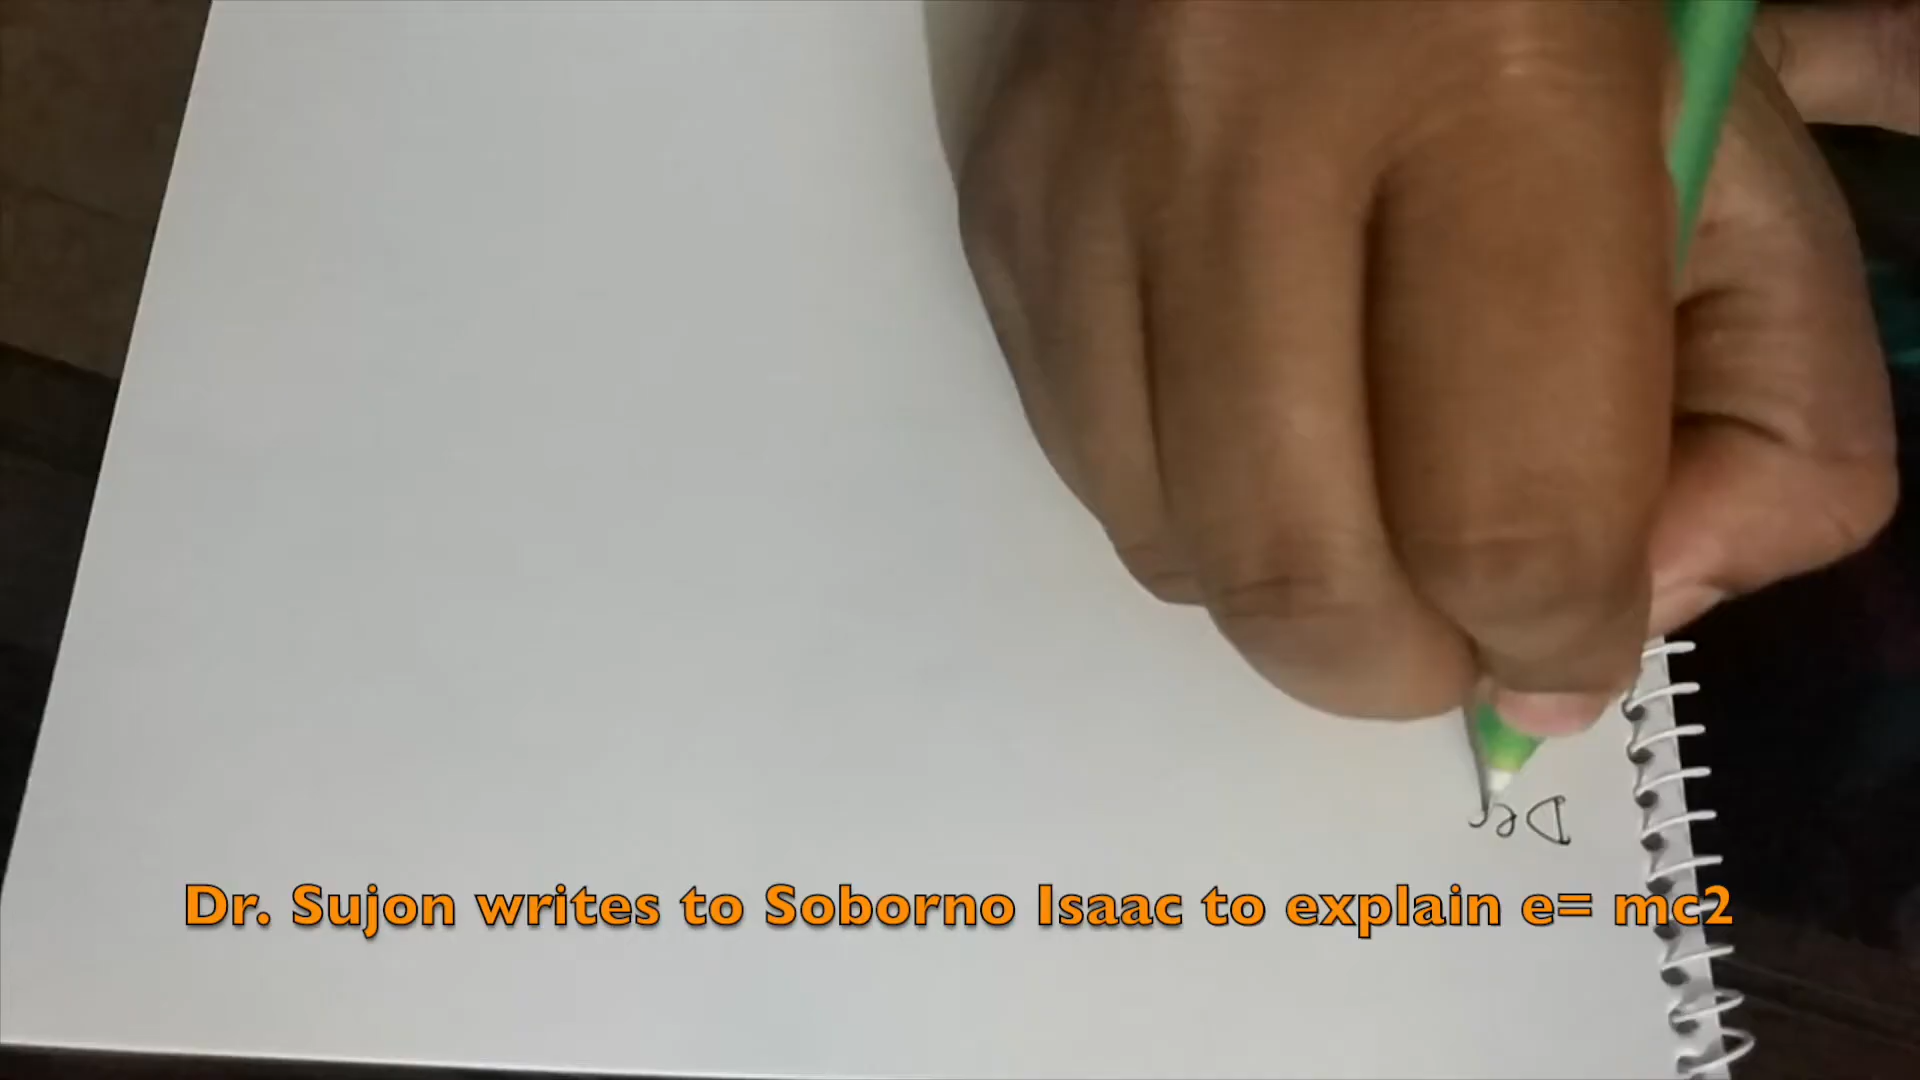 Dr. Sujon writes to Soborno Isaac to explain e= mc2